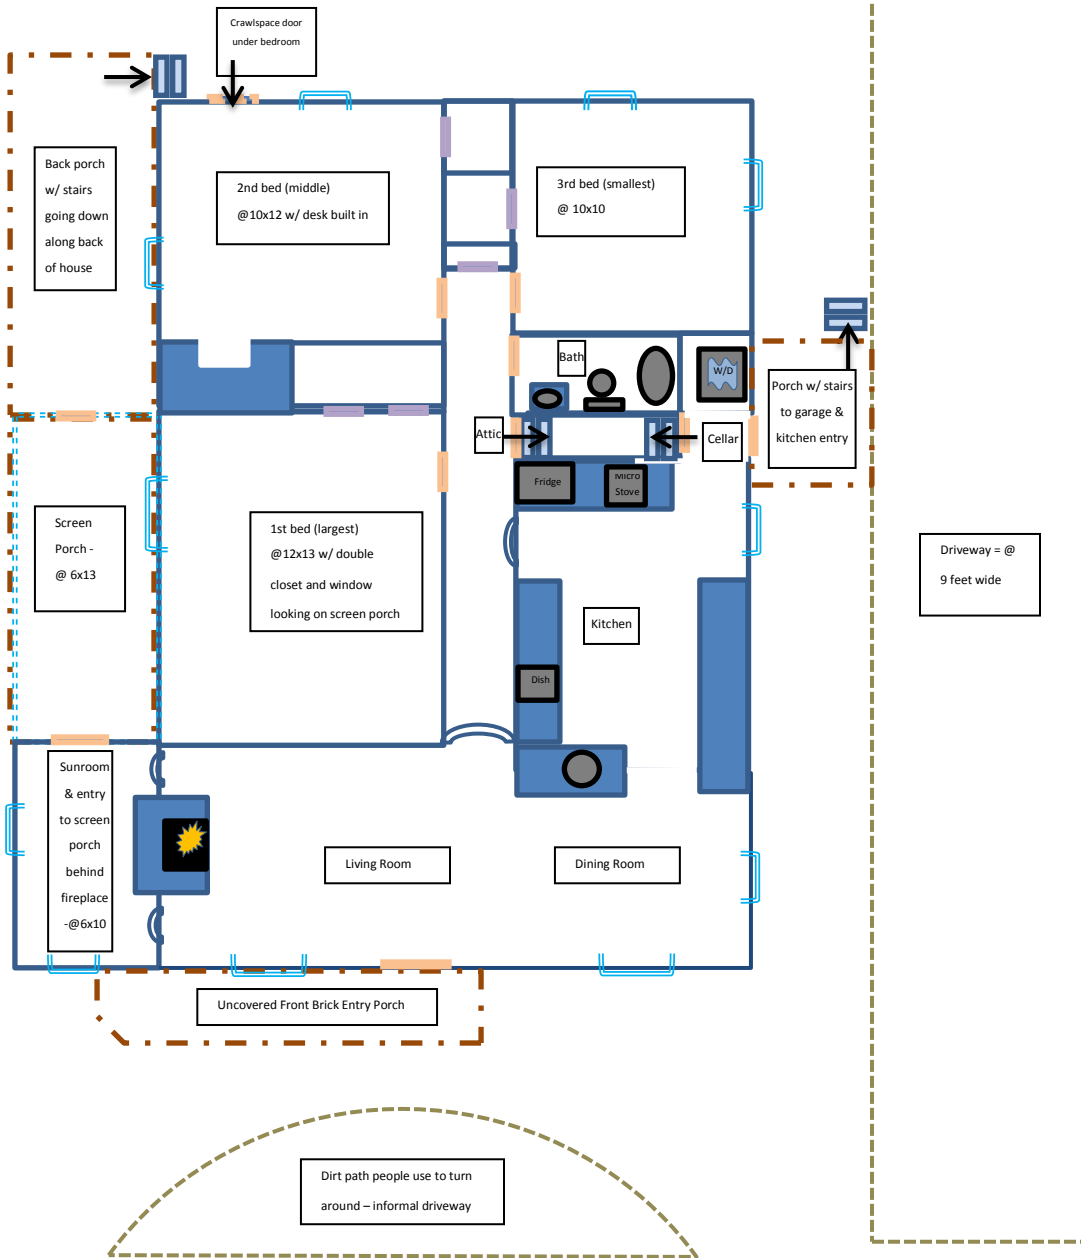 Crawlspace door
under bedroom
Back porch
w/ stairs
going down
along back
of house
2nd bed (middle)
@10x12 w/ desk built in
3rd bed (smallest)
@ 10x10
Bath
W/D
Porch w/ stairs
to garage &
kitchen entry
Attic
Cellar
Fridge
Micro
Stove
Screen
Porch -
@ 6x13
1st bed (largest)
@12x13 w/ double
closet and window
looking on screen porch
Driveway = @
9 feet wide
Kitchen
Dish
Sunroom
& entry
to screen
porch
behind
fireplace
-@6x10
Living Room
Dining Room
Uncovered Front Brick Entry Porch
Dirt path people use to turn
around – informal driveway